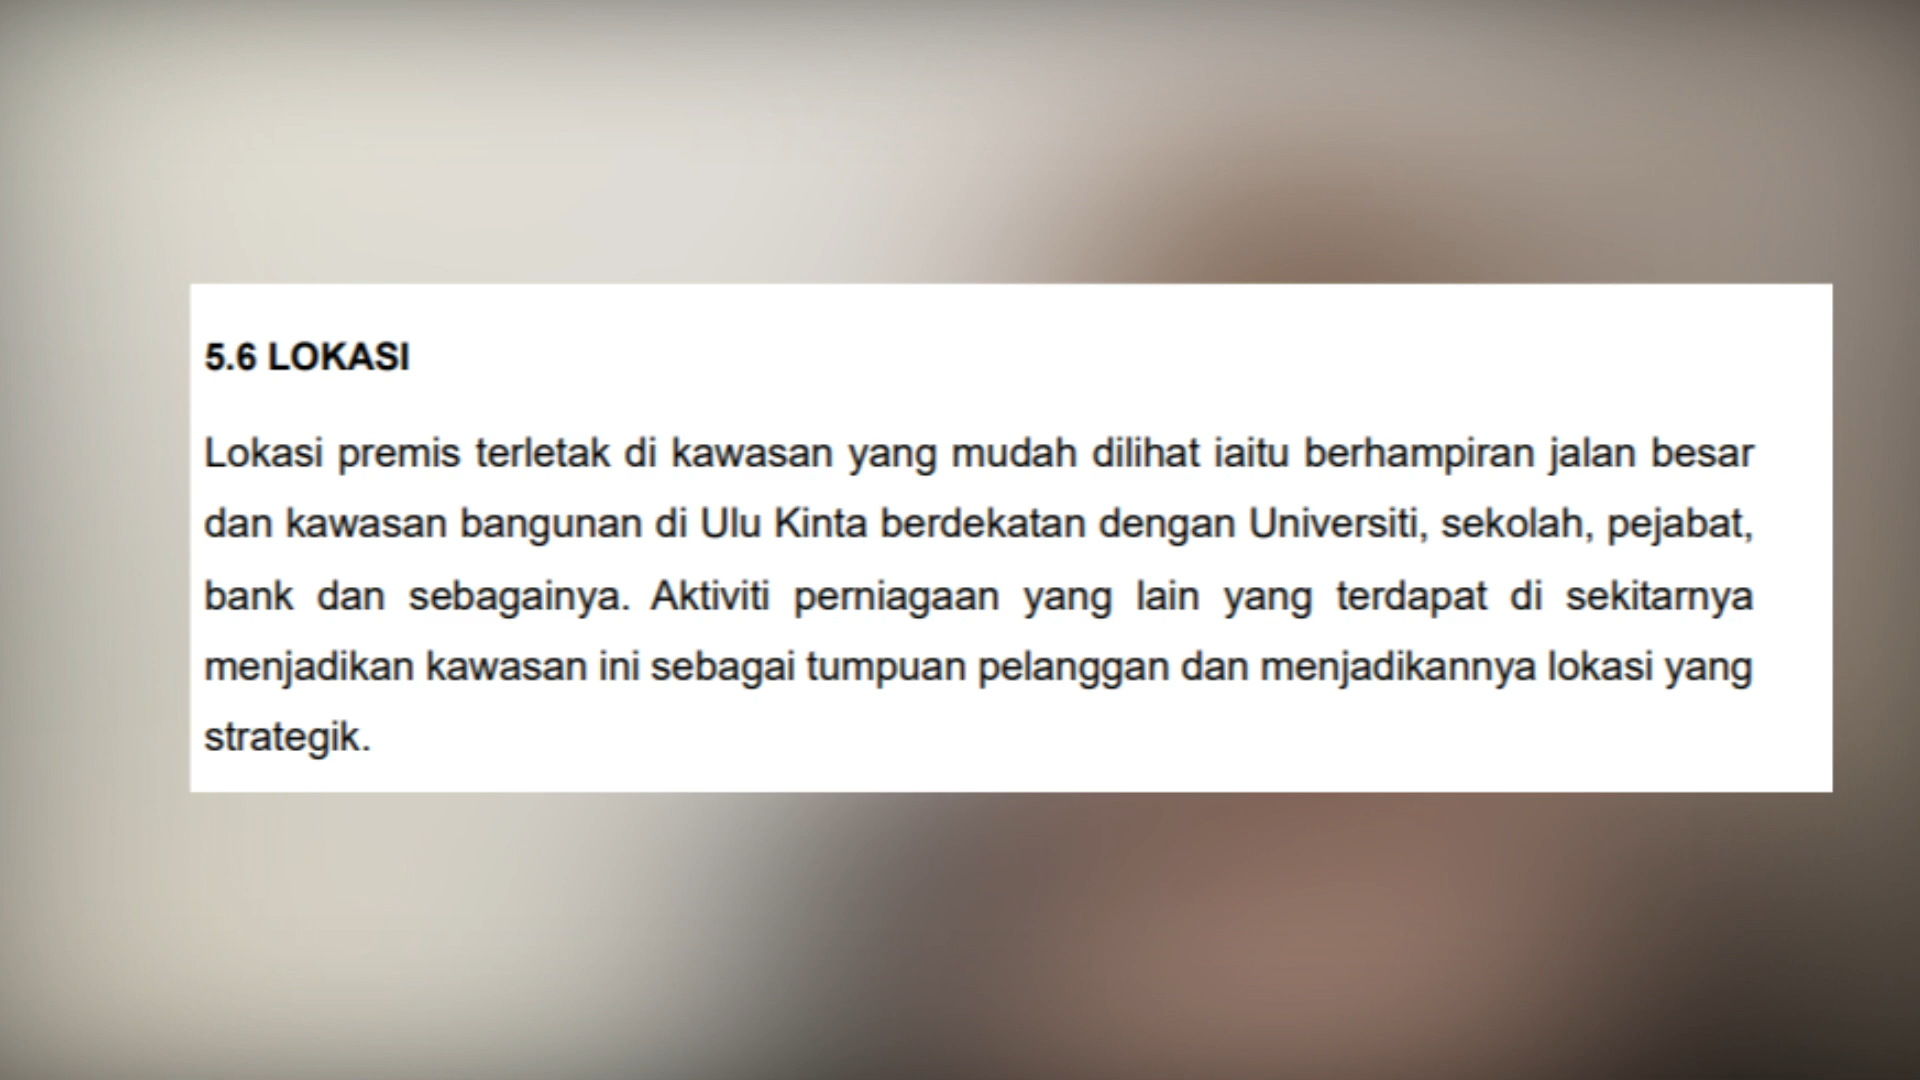 5.6 LOKASI
Lokasi premis terletak di kawasan yang mudah dilihat iaitu berhampiran jalan besar
dan kawasan bangunan di Ulu Kinta berdekatan dengan Universiti, sekolah, pejabat,
bank dan sebagainya. Aktiviti perniagaan yang lain yang terdapat di sekitarnya
menjadikan kawasan ini sebagai tumpuan pelanggan dan menjadikannya lokasi yang
strategik.